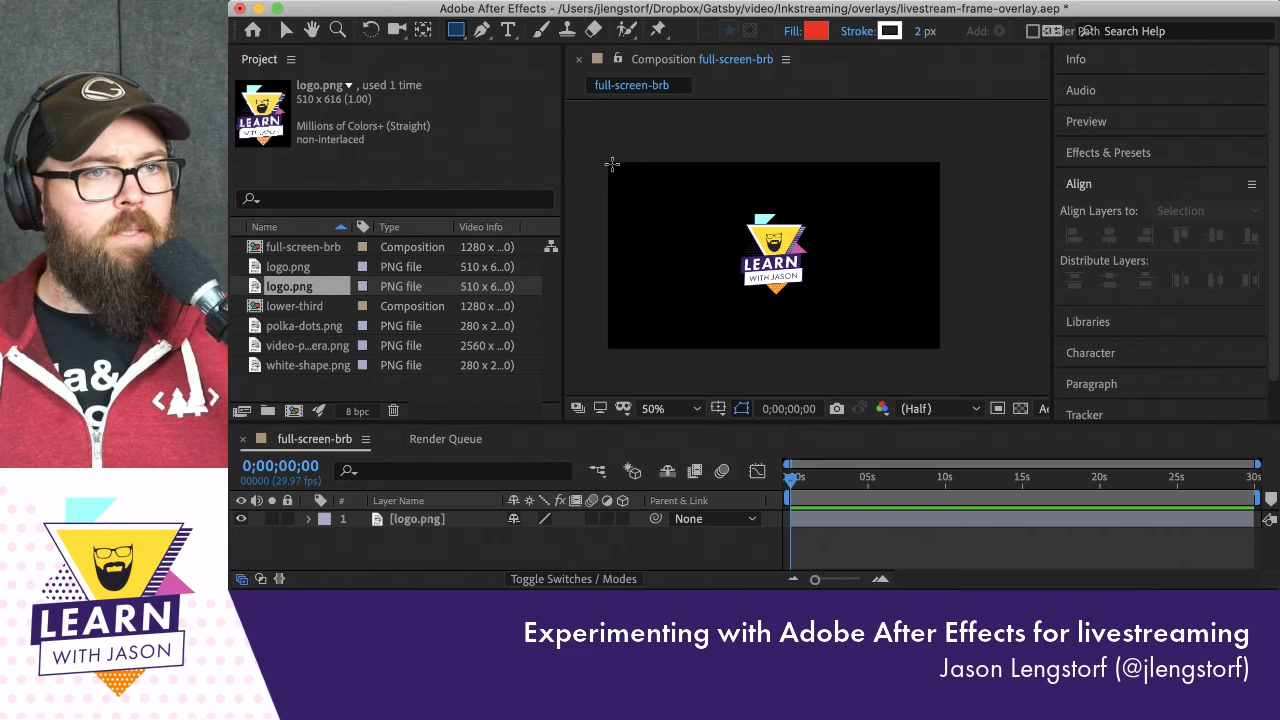 Adobe After Effects - /Users/jlengstorf/Dropbox/Gatsby/video/lnkstreaming/overlays/livestream-frame-overlay.aep *
Fill: Stroke: 2 px Add: Search Help
Project
logo.png ▾, used 1 time
510 x 616 (1.00)
Millions of Colors+ (Straight)
non-interlaced
LEARN
WITH JASON
Name Type Video Info
full-screen-brb Composition 1280 x ...0)
logo.png PNG file 510 x 6...0)
logo.png PNG file 510 x 6...0)
lower-third Composition 1280 x ...0)
polka-dots.png PNG file 280 x 2...0)
video-p...era.png PNG file 2560 x ...0)
white-shape.png PNG file 280 x 2...0)
8 bpc
× Composition full-screen-brb
full-screen-brb
LEARN
WITH JASON
50% 0;00;00;00 (Half)
Info
Audio
Preview
Effects & Presets
Align
Align Layers to: Selection
Distribute Layers:
Libraries
Character
Paragraph
Tracker
× full-screen-brb Render Queue
0;00;00;00
00000 (29.97 fps)
05s 10s 15s 20s 25s 30s
# Layer Name fx Parent & Link
1 [logo.png] None
Toggle Switches / Modes
la&
LEARN
WITH JASON
Experimenting with Adobe After Effects for livestreaming
Jason Lengstorf (@jlengstorf)